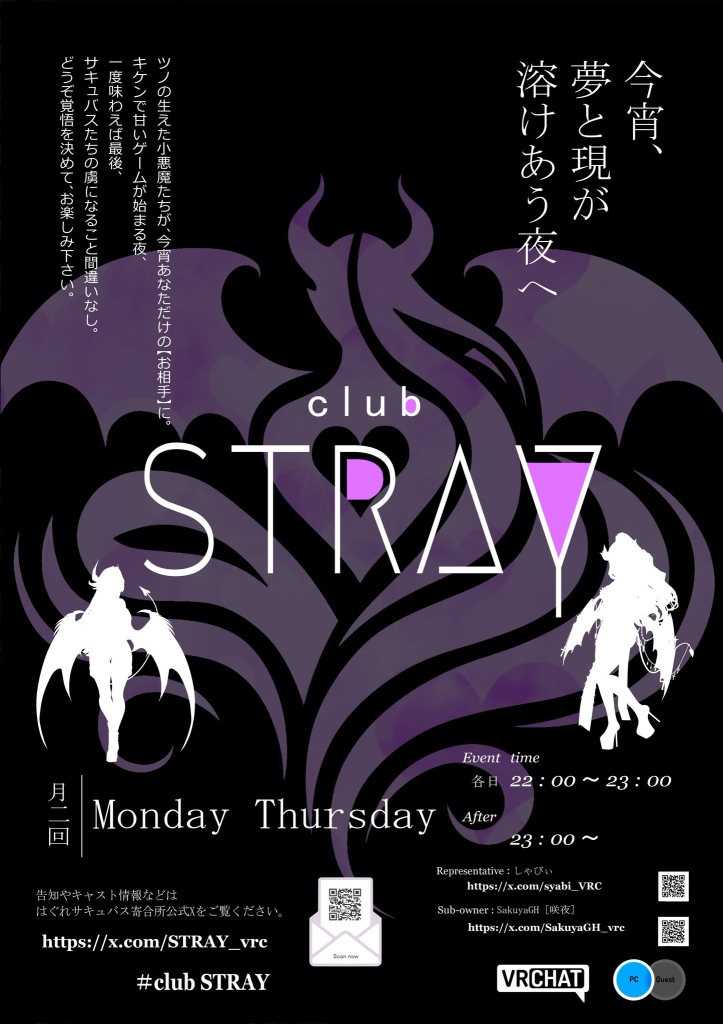 今宵、
夢と現が
溶けあう夜へ
ツノの生えた小悪魔たちが、今宵あなただけの【お相手】に。
キケンで甘いゲームが始まる夜、
一度味わえば最後、
サキュバスたちの虜になること間違いなし。
どうぞ覚悟を決めて、お楽しみ下さい。
club
STRAY
月二回
Monday Thursday
Event time
各日 22 : 00 〜 23 : 00
After
23 : 00 〜
告知やキャスト情報などは
はぐれサキュバス寄合所公式Xをご覧ください。
https://x.com/STRAY_vrc
#club STRAY
Scan now
Representative : しゃびぃ
https://x.com/syabi_VRC
Sub-owner : SakuyaGH [咲夜]
https://x.com/SakuyaGH_vrc
VRCHAT
PC Quest